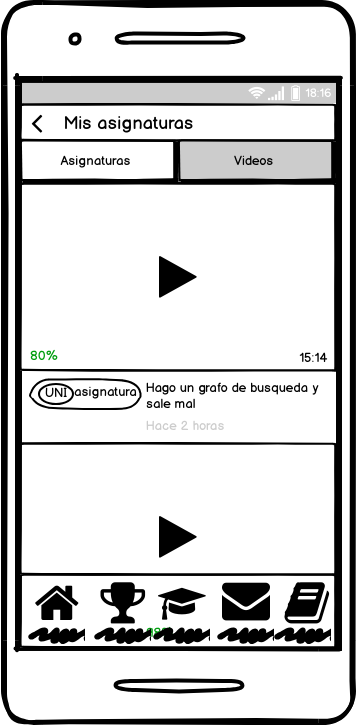 18:16
Mis asignaturas
Asignaturas
Videos
80%
15:14
UNI asignatura
Hago un grafo de busqueda y
sale mal
Hace 2 horas